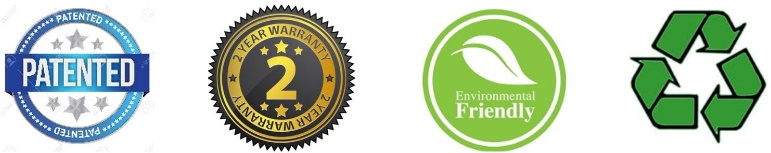 PATENTED
PATENTED
PATENTED
2 YEAR WARRANTY
2
2 YEAR WARRANTY
Environmental
Friendly